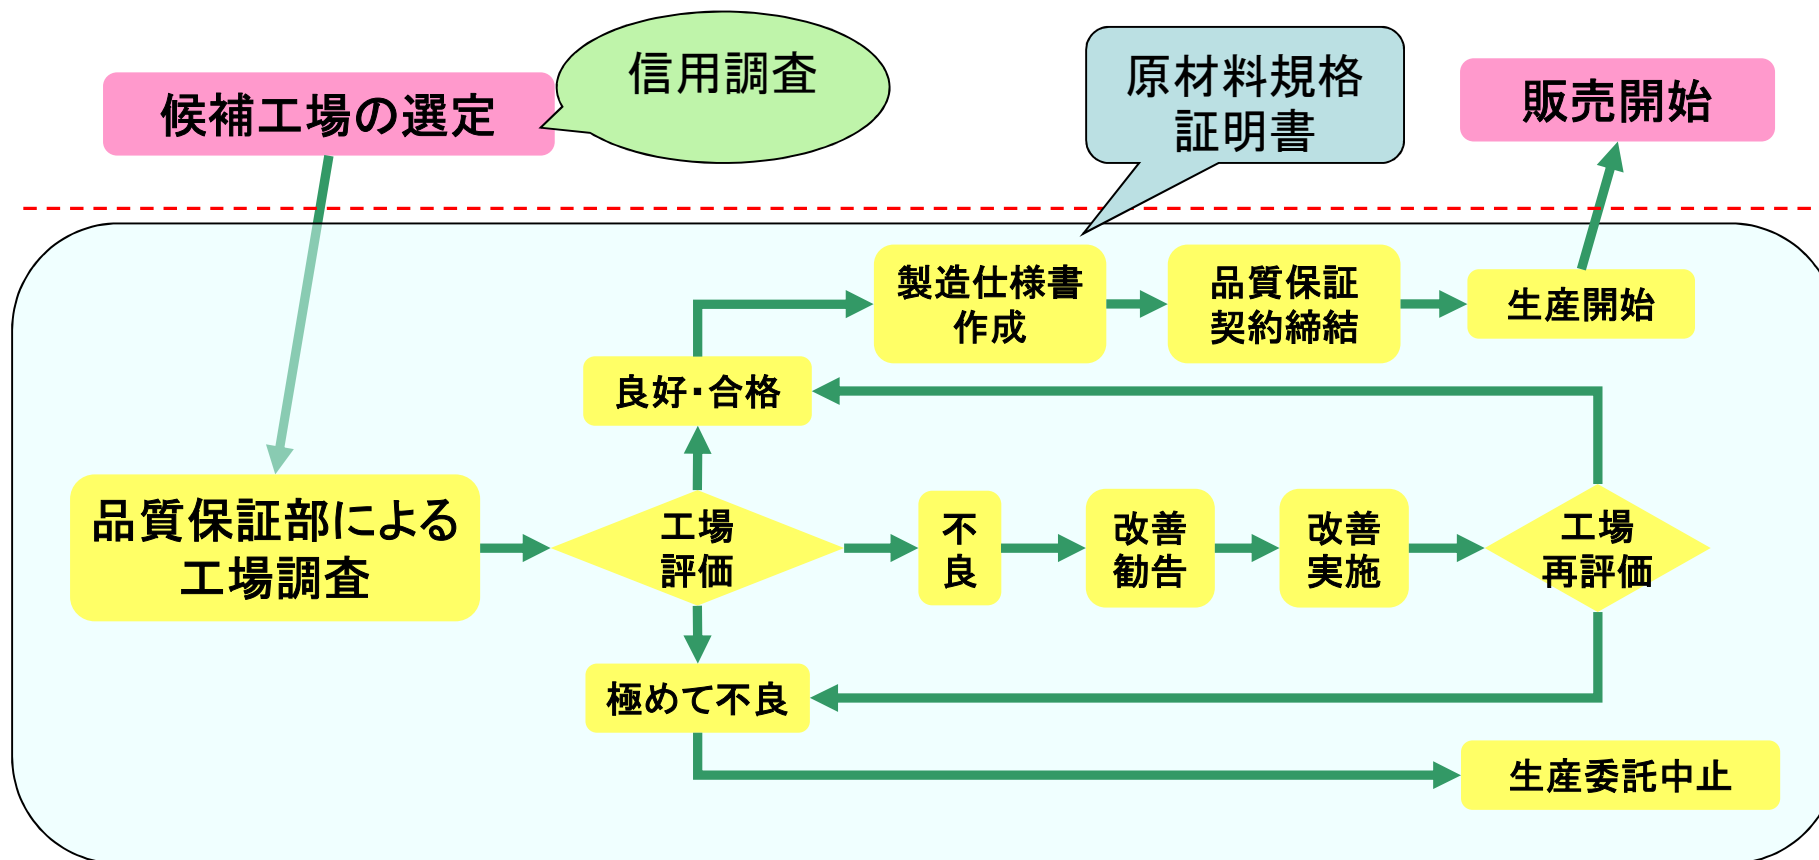 候補工場の選定
信用調査
原材料規格
証明書
販売開始
製造仕様書
作成
品質保証
契約締結
生産開始
良好・合格
品質保証部による
工場調査
工場
評価
不
良
改善
勧告
改善
実施
工場
再評価
極めて不良
生産委託中止